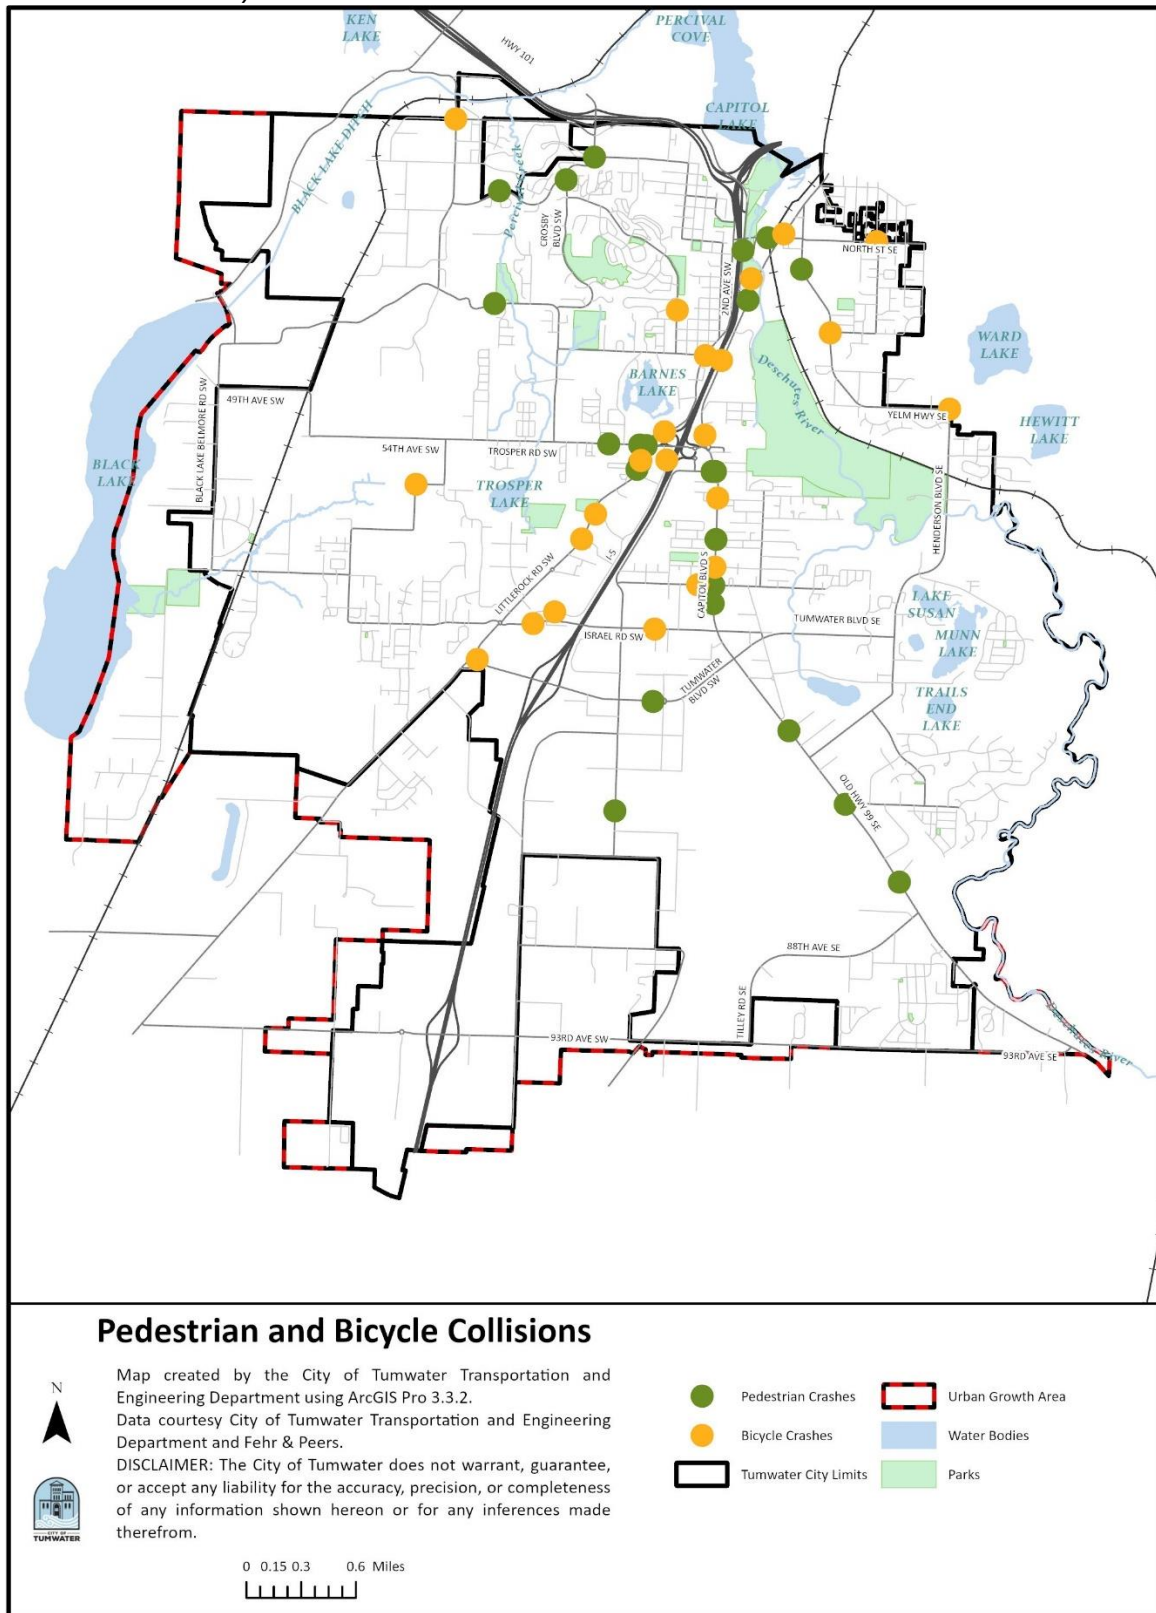 KEN
LAKE
PERCIVAL
COVE
HWY 101
CAPITOL
LAKE
BLACK LAKE DITCH
Percival Creek
CROSBY
BLVD SW
2ND AVE SW
NORTH ST SE
WARD
LAKE
Deschutes River
BARNES
LAKE
BLACK LAKE BELMORE RD SW
49TH AVE SW
YELM HWY SE
HEWITT
LAKE
54TH AVE SW
TROSPER RD SW
BLACK
LAKE
TROSPER
LAKE
HENDERSON BLVD SE
I-5
LITTLEROCK RD SW
CAPITOL BLVD S
LAKE
SUSAN
TUMWATER BLVD SE
ISRAEL RD SW
MUNN
LAKE
TUMWATER
BLVD SW
TRAILS
END
LAKE
OLD HWY 99 SE
88TH AVE SE
TILLEY RD SE
93RD AVE SW
93RD AVE SE
Deschutes River
Pedestrian and Bicycle Collisions
N
Map created by the City of Tumwater Transportation and
Engineering Department using ArcGIS Pro 3.3.2.
Data courtesy City of Tumwater Transportation and Engineering
Department and Fehr & Peers.
DISCLAIMER: The City of Tumwater does not warrant, guarantee,
or accept any liability for the accuracy, precision, or completeness
of any information shown hereon or for any inferences made
therefrom.
CITY OF
TUMWATER
0 0.15 0.3 0.6 Miles
Pedestrian Crashes
Bicycle Crashes
Tumwater City Limits
Urban Growth Area
Water Bodies
Parks